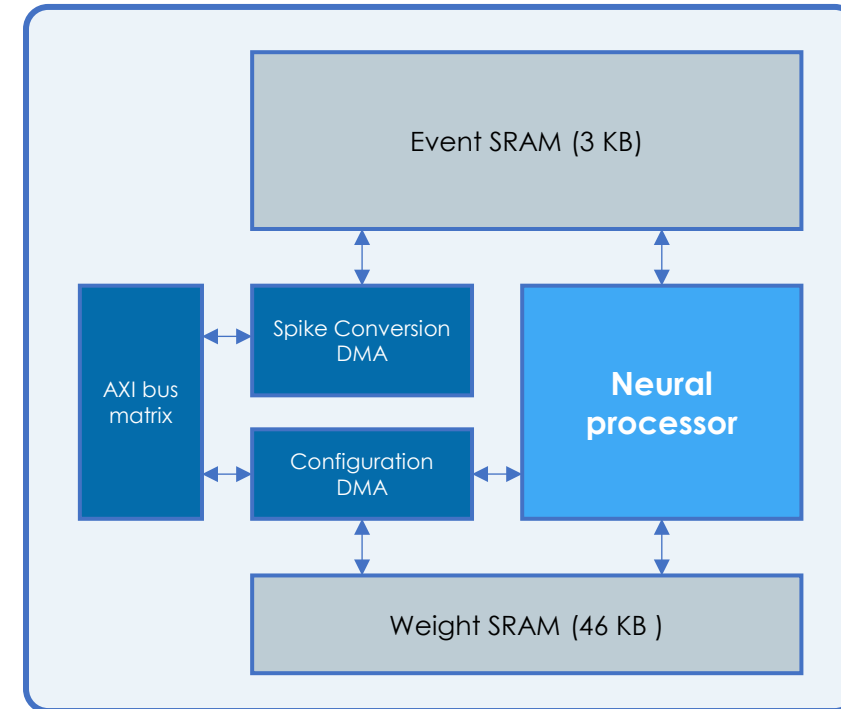 Event SRAM (3 KB)
Spike Conversion
DMA
AXI bus
matrix
Neural
processor
Configuration
DMA
Weight SRAM (46 KB )